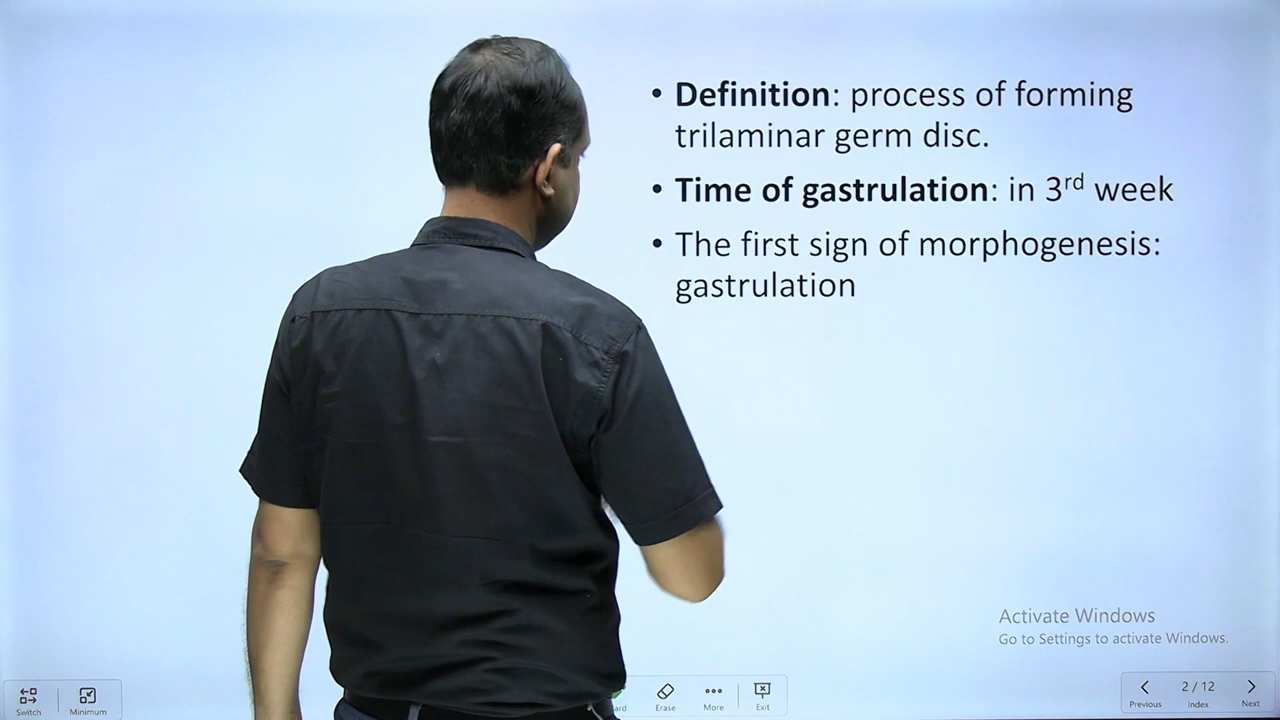 • Definition: process of forming
trilaminar germ disc.
• Time of gastrulation: in 3rd week
• The first sign of morphogenesis:
gastrulation
Activate Windows
Go to Settings to activate Windows.
Switch Minimum Erase More Exit 2 / 12 Previous Index Next